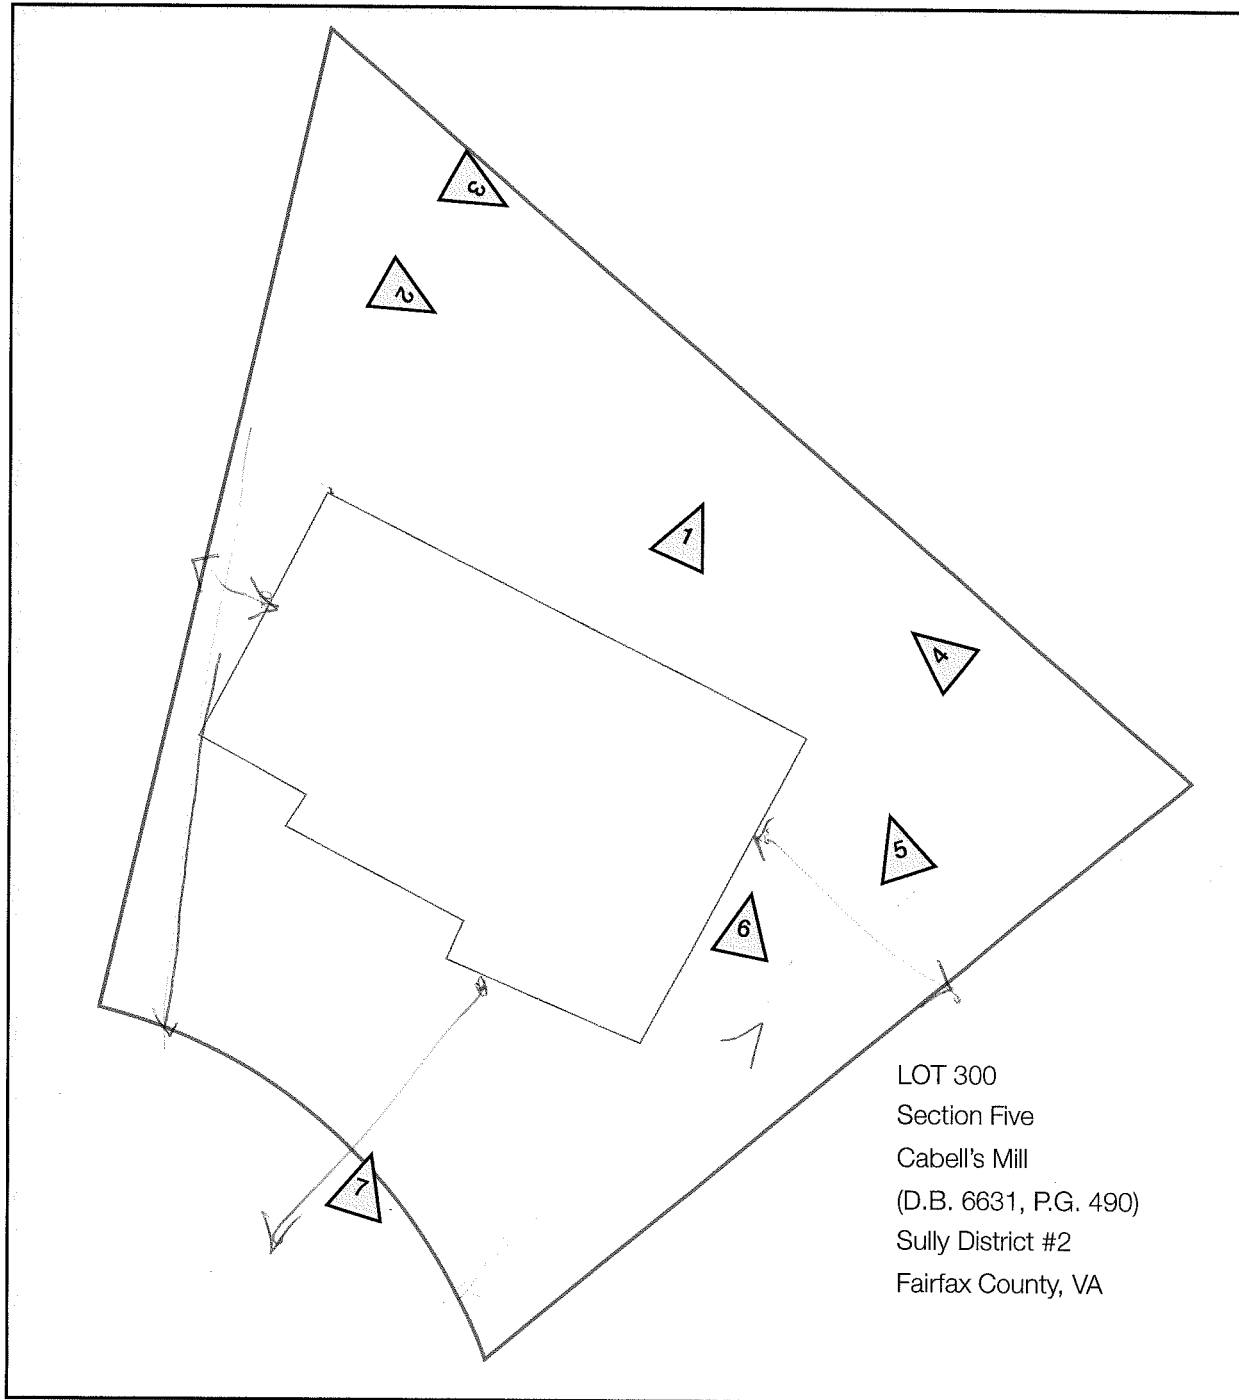 3
2
1
4
5
6
7
LOT 300
Section Five
Cabell's Mill
(D.B. 6631, P.G. 490)
Sully District #2
Fairfax County, VA